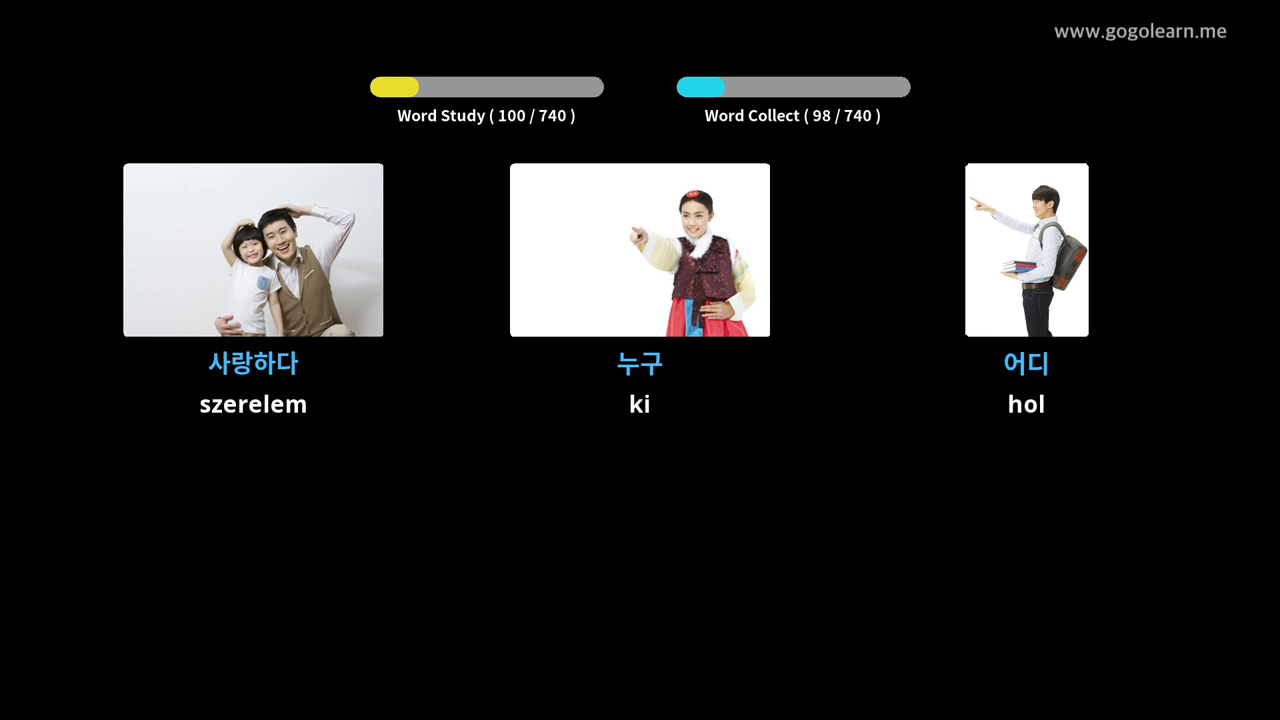 www.gogolearn.me
Word Study ( 100 / 740 )
Word Collect ( 98 / 740 )
사랑하다
누구
어디
szerelem
ki
hol